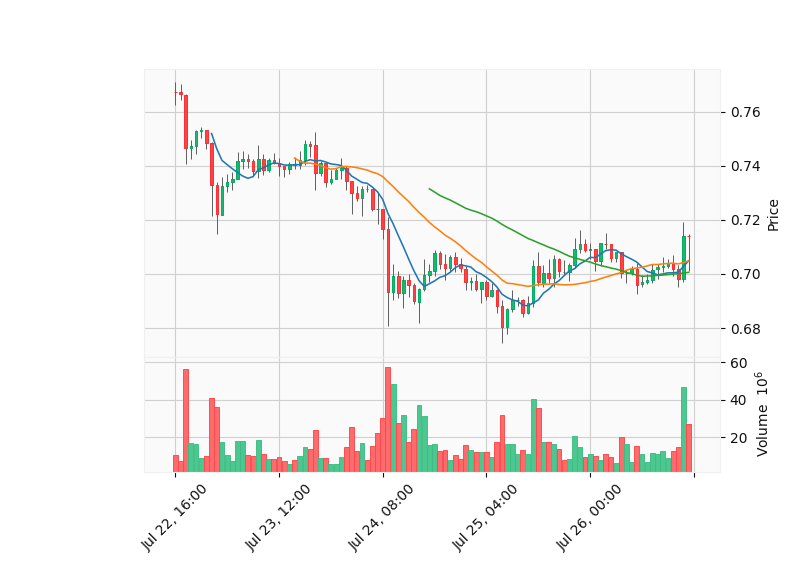 0.76
0.74
0.72
0.70
0.68
Price
60
40
20
Volume 10^6
Jul 22, 16:00
Jul 23, 12:00
Jul 24, 08:00
Jul 25, 04:00
Jul 26, 00:00